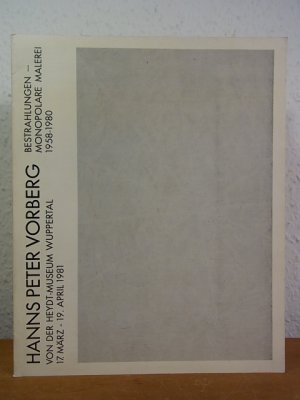 HANNS PETER VORBERG
VON DER HEYDT-MUSEUM WUPPERTAL
17. MÄRZ - 19. APRIL 1981
BESTRAHLUNGEN —
MONOPOLARE MALEREI
1958-1980